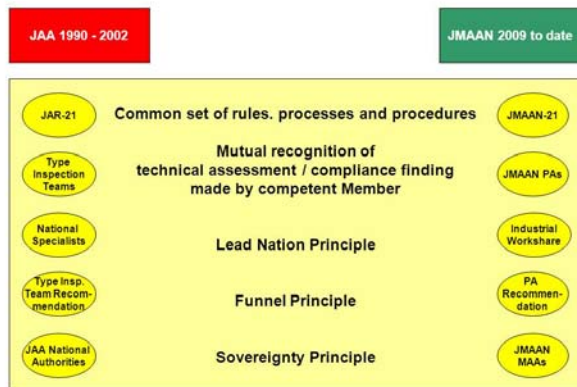 JAA 1990 - 2002
JMAAN 2009 to date
JAR-21
Common set of rules. processes and procedures
JMAAN-21
Type
Inspection
Teams
Mutual recognition of
technical assessment / compliance finding
made by competent Member
JMAAN PAs
National
Specialists
Lead Nation Principle
Industrial
Workshare
Type Insp.
Team Recom-
mendation
Funnel Principle
PA
Recommen-
dation
JAA National
Authorities
Sovereignty Principle
JMAAN
MAAs